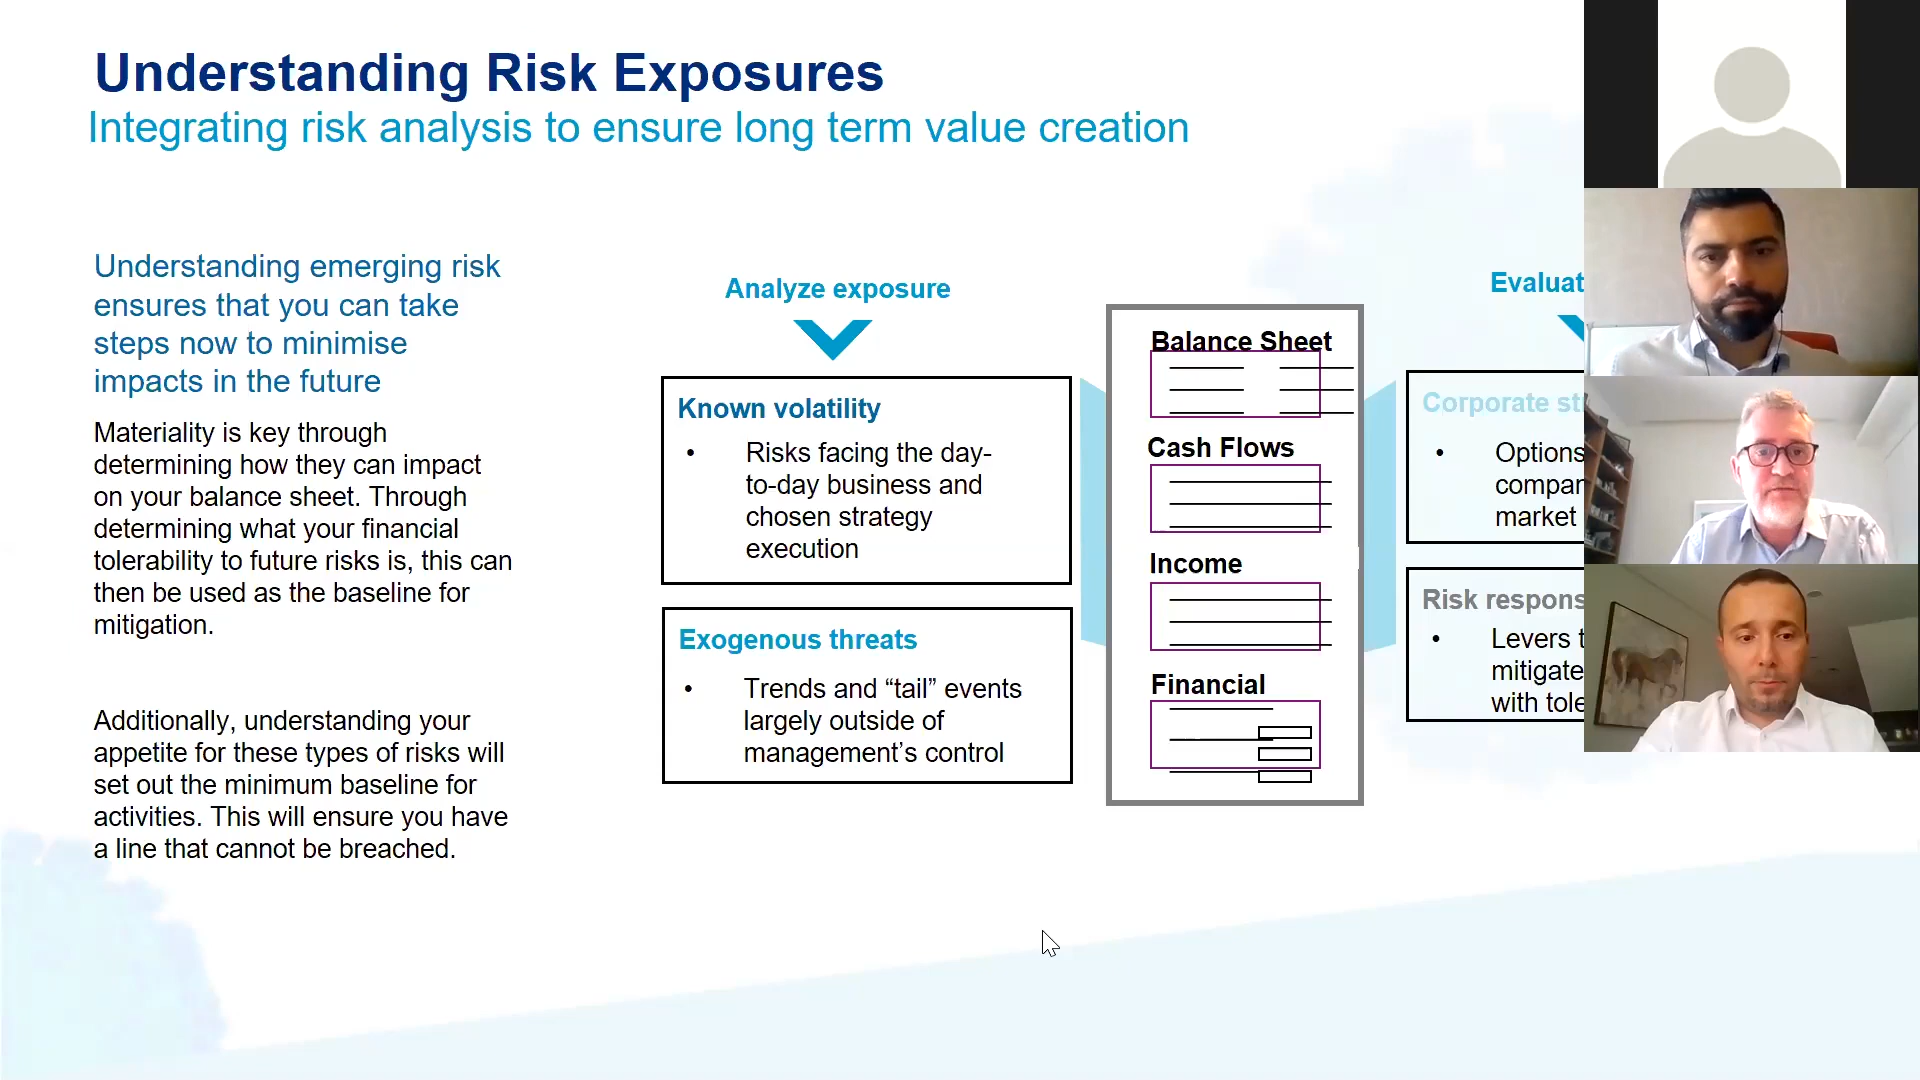 Understanding Risk Exposures
Integrating risk analysis to ensure long term value creation
Understanding emerging risk
ensures that you can take
steps now to minimise
impacts in the future
Materiality is key through
determining how they can impact
on your balance sheet. Through
determining what your financial
tolerability to future risks is, this can
then be used as the baseline for
mitigation.
Additionally, understanding your
appetite for these types of risks will
set out the minimum baseline for
activities. This will ensure you have
a line that cannot be breached.
Analyze exposure
Known volatility
• Risks facing the day-
to-day business and
chosen strategy
execution
Exogenous threats
• Trends and “tail” events
largely outside of
management’s control
Balance Sheet
Cash Flows
Income
Financial
Evaluat
Corporate st
• Options
compan
market
Risk respons
• Levers t
mitigate
with tole